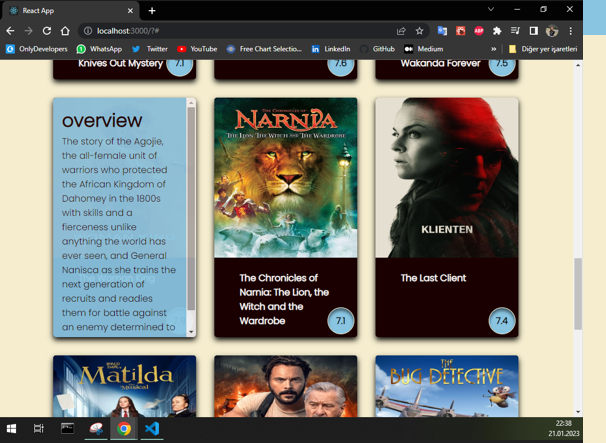 React App
localhost:3000/?#
OnlyDevelopers WhatsApp Twitter YouTube Free Chart Selectio... LinkedIn GitHub Medium » Diğer yer işaretleri
Knives Out Mystery 7.1
7.6
Wakanda Forever 7.5
overview
The story of the Agojie,
the all-female unit of
warriors who protected
the African Kingdom of
Dahomey in the 1800s
with skills and a
fierceness unlike
anything the world has
ever seen, and General
Nanisca as she trains the
next generation of
recruits and readies
them for battle against
an enemy determined to
THE CHRONICLES OF
NARNIA
THE LION, THE WITCH AND THE WARDROBE
The Chronicles of
Narnia: The Lion, the
Witch and the
Wardrobe
7.1
KLIENTEN
The Last Client
7.4
Matilda
THE
BUG DETECTIVE
22:38
21.01.2023